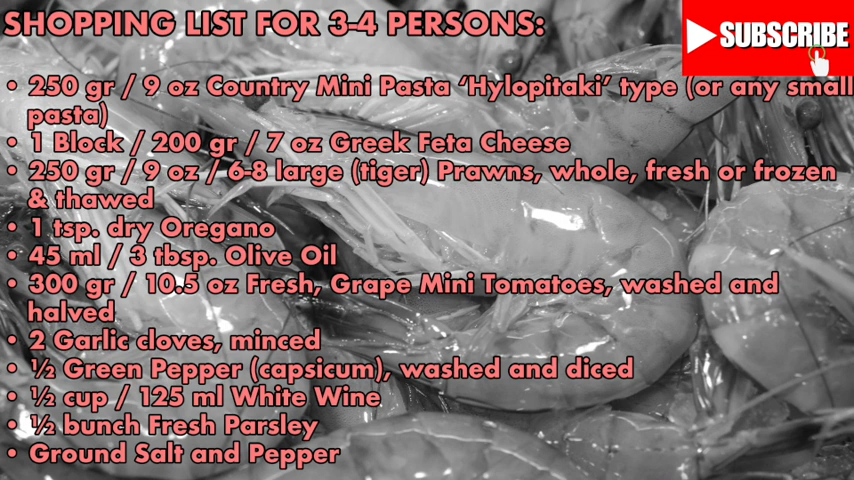 SHOPPING LIST FOR 3-4 PERSONS:
SUBSCRIBE
• 250 gr / 9 oz Country Mini Pasta ‘Hylopitaki’ type (or any small
pasta)
• 1 Block / 200 gr / 7 oz Greek Feta Cheese
• 250 gr / 9 oz / 6-8 large (tiger) Prawns, whole, fresh or frozen
& thawed
• 1 tsp. dry Oregano
• 45 ml / 3 tbsp. Olive Oil
• 300 gr / 10.5 oz Fresh, Grape Mini Tomatoes, washed and
halved
• 2 Garlic cloves, minced
• ½ Green Pepper (capsicum), washed and diced
• ½ cup / 125 ml White Wine
• ½ bunch Fresh Parsley
• Ground Salt and Pepper